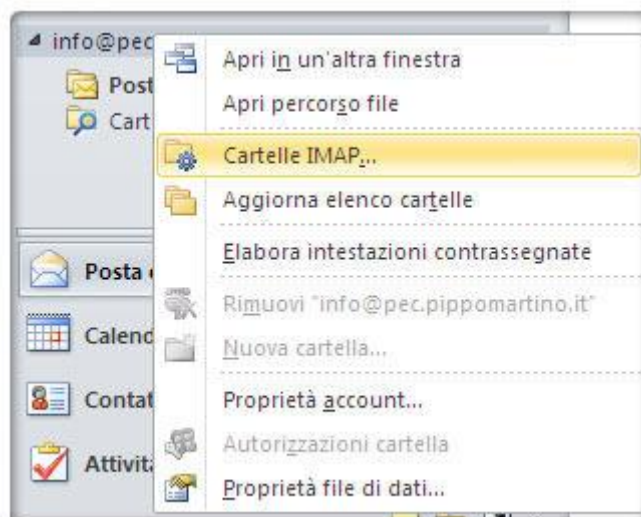 info@pec
Post
Cart
Posta
Calend
Contat
Attivit
Apri in un'altra finestra
Apri percorso file
Cartelle IMAP...
Aggiorna elenco cartelle
Elabora intestazioni contrassegnate
Rimuovi "info@pec.pippomartino.it"
Nuova cartella...
Proprietà account...
Autorizzazioni cartella
Proprietà file di dati...